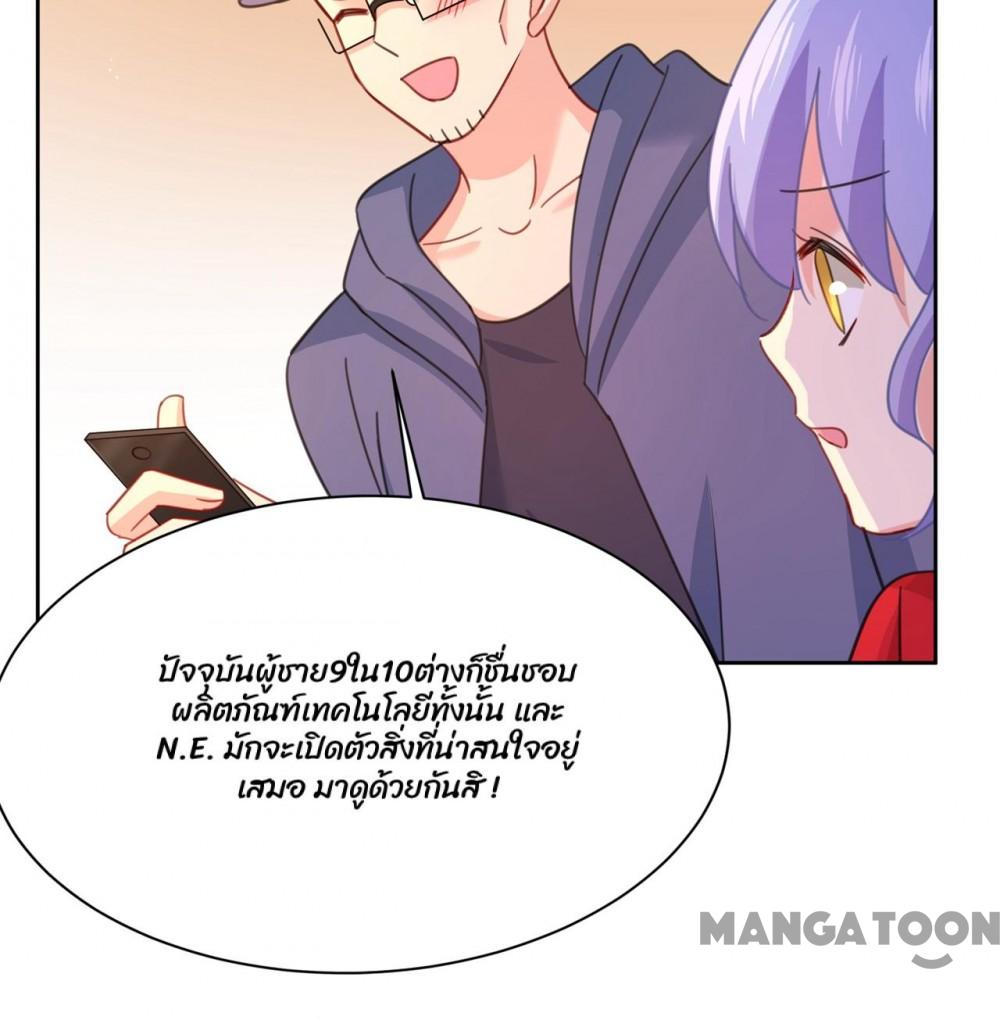 ปัจจุบันผู้ชาย9ใน10ต่างก็ชื่นชอบ
ผลิตภัณฑ์เทคโนโลยีทั้งนั้น และ
N.E. มักจะเปิดตัวสิ่งที่น่าสนใจอยู่
เสมอ มาดูด้วยกันสิ !
MANGATOON